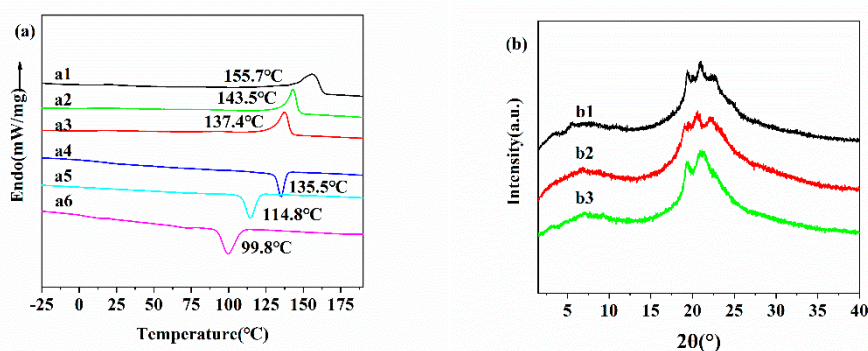 (a)
Endo(mW/mg)
a1
155.7°C
a2
143.5°C
a3
137.4°C
a4
135.5°C
a5
114.8°C
a6
99.8°C
-25 0 25 50 75 100 125 150 175
Temperature(°C)
(b)
Intensity(a.u.)
b1
b2
b3
5 10 15 20 25 30 35 40
2θ(°)